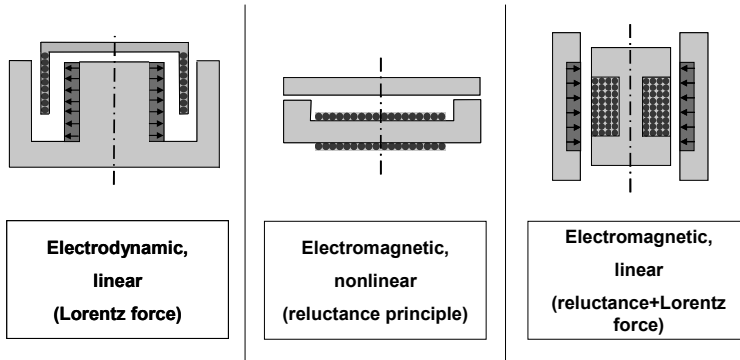 Electrodynamic,
linear
(Lorentz force)
Electromagnetic,
nonlinear
(reluctance principle)
Electromagnetic,
linear
(reluctance+Lorentz
force)